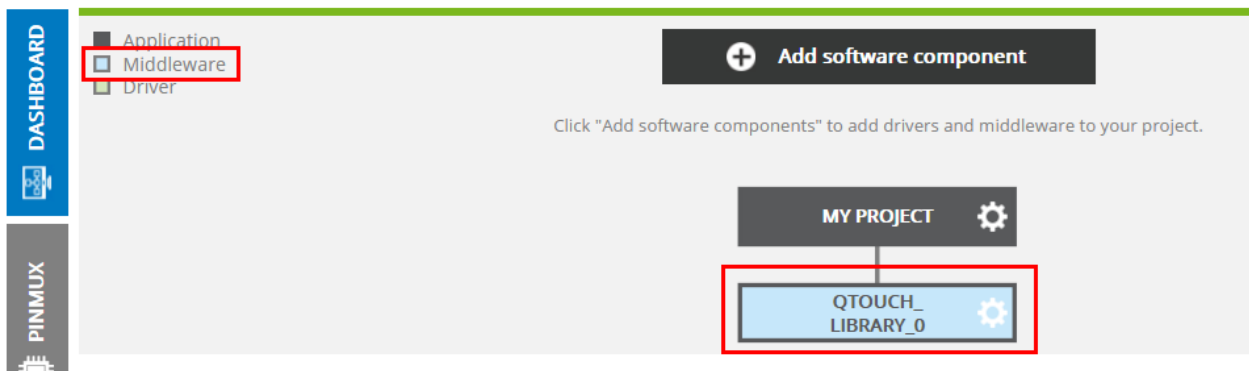 DASHBOARD
PINMUX
Application
Middleware
Driver
Add software component
Click "Add software components" to add drivers and middleware to your project.
MY PROJECT
QTOUCH_
LIBRARY_0